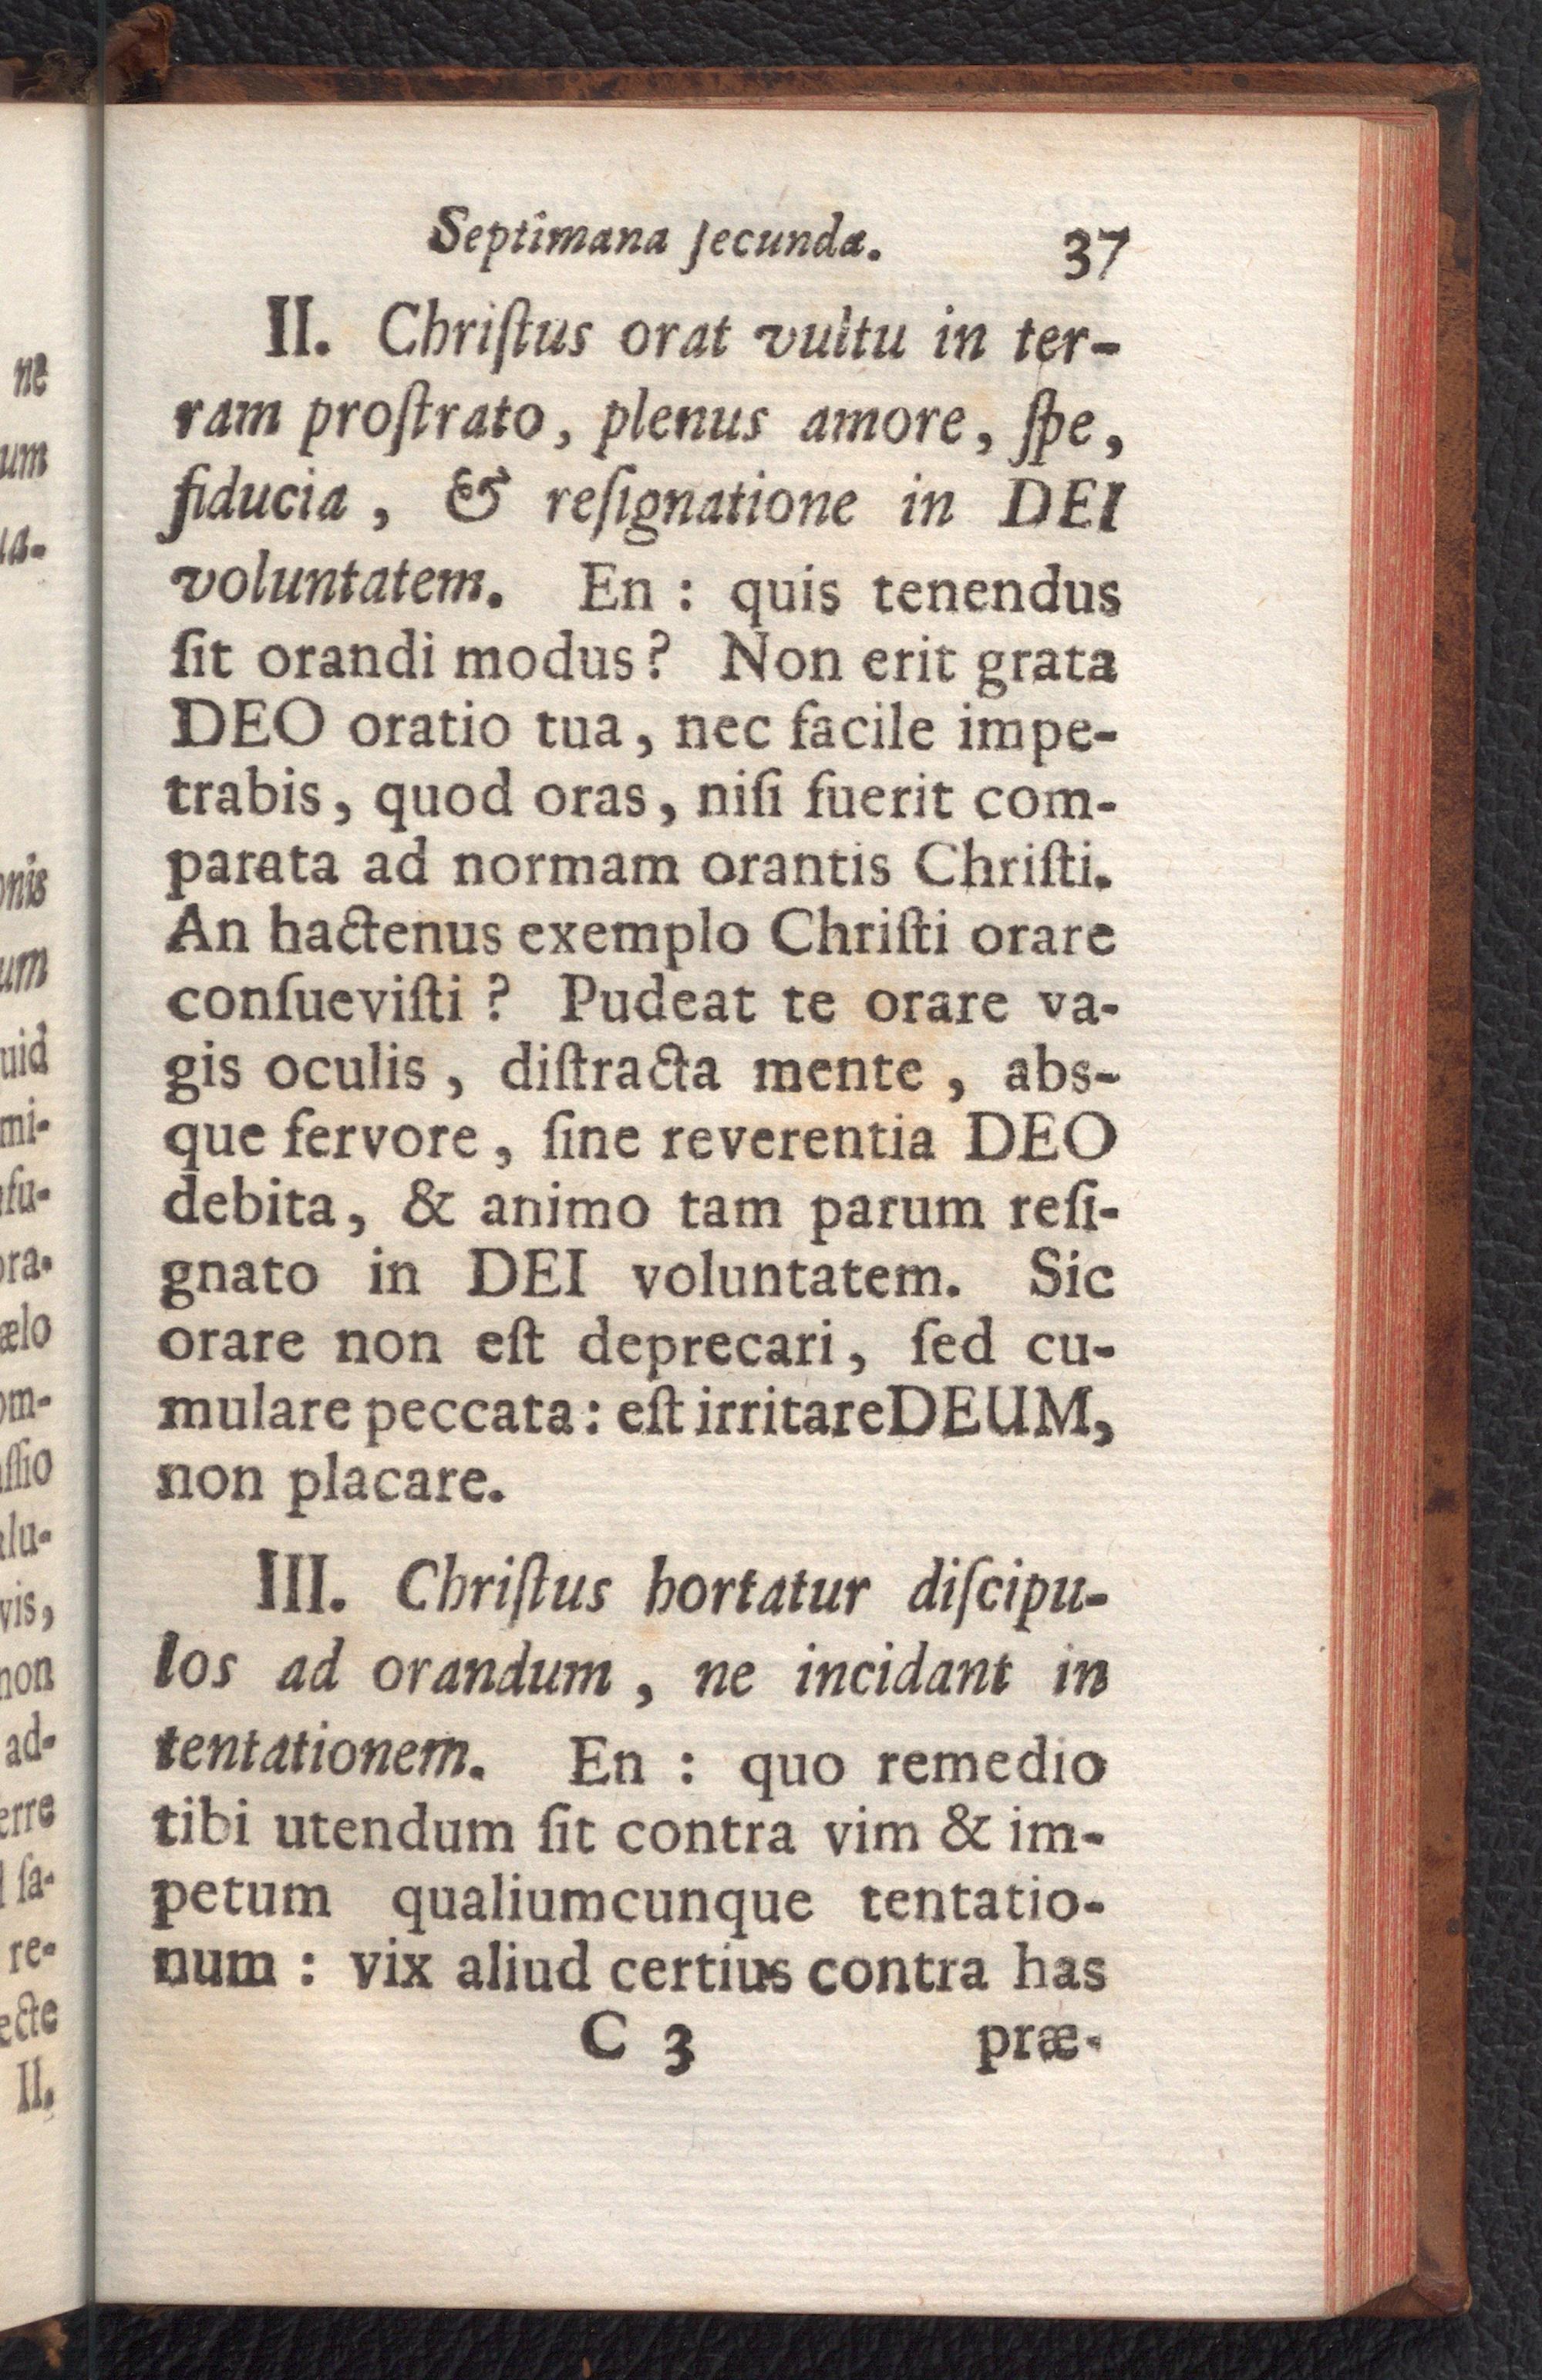 Septimana ſecunda. 37
II. Chriſtus orat vultu in ter-
ram proſtrato, plenus amore, ſpe,
fiducia, & reſignatione in DEI
voluntatem. En : quis tenendus
ſit orandi modus? Non erit grata
DEO oratio tua, nec facile impe-
trabis, quod oras, niſi fuerit com-
parata ad normam orantis Chriſti.
An hactenus exemplo Chriſti orare
conſueviſti? Pudeat te orare va-
gis oculis, diſtracta mente, abs-
que fervore, ſine reverentia DEO
debita, & animo tam parum reſi-
gnato in DEI voluntatem. Sic
orare non eſt deprecari, ſed cu-
mulare peccata: eſt irritareDEUM,
non placare.
III. Chriſtus hortatur diſcipu-
los ad orandum, ne incidant in
tentationem. En : quo remedio
tibi utendum ſit contra vim & im-
petum qualiumcunque tentatio-
num : vix aliud certius contra has
C 3 præ-